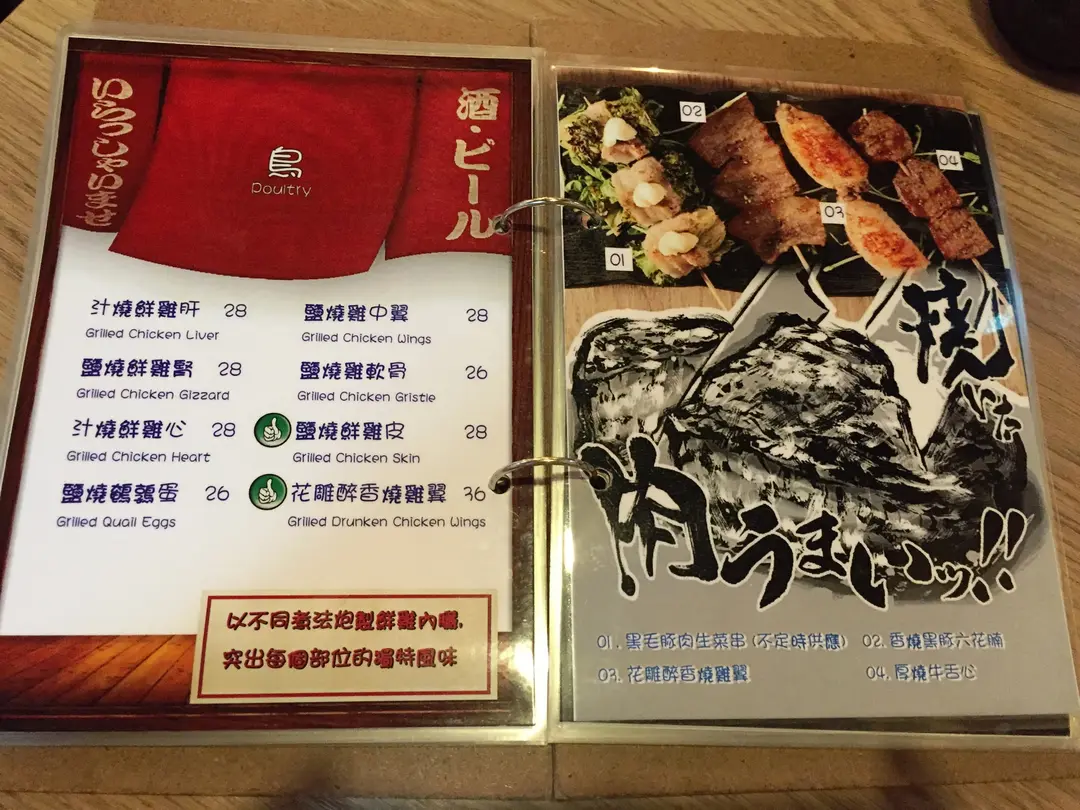 いらっしゃいませ
鳥
Poultry
酒・ビール
汁燒鮮雞肝 28
Grilled Chicken Liver
鹽燒鮮雞腎 28
Grilled Chicken Gizzard
汁燒鮮雞心 28
Grilled Chicken Heart
鹽燒鵪鶉蛋 26
Grilled Quail Eggs
鹽燒雞中翼 28
Grilled Chicken Wings
鹽燒雞軟骨 26
Grilled Chicken Gristle
鹽燒鮮雞皮 28
Grilled Chicken Skin
花雕醉香燒雞翼 36
Grilled Drunken Chicken Wings
以不同煮法炮製鮮雞內臟,
突出每個部位的獨特風味
01
02
03
04
燒いた
肉うまいッ!!
01. 黑毛豚肉生菜串 (不定時供應) 02. 香燒黑豚六花腩
03. 花雕醉香燒雞翼 04. 厚燒牛舌心